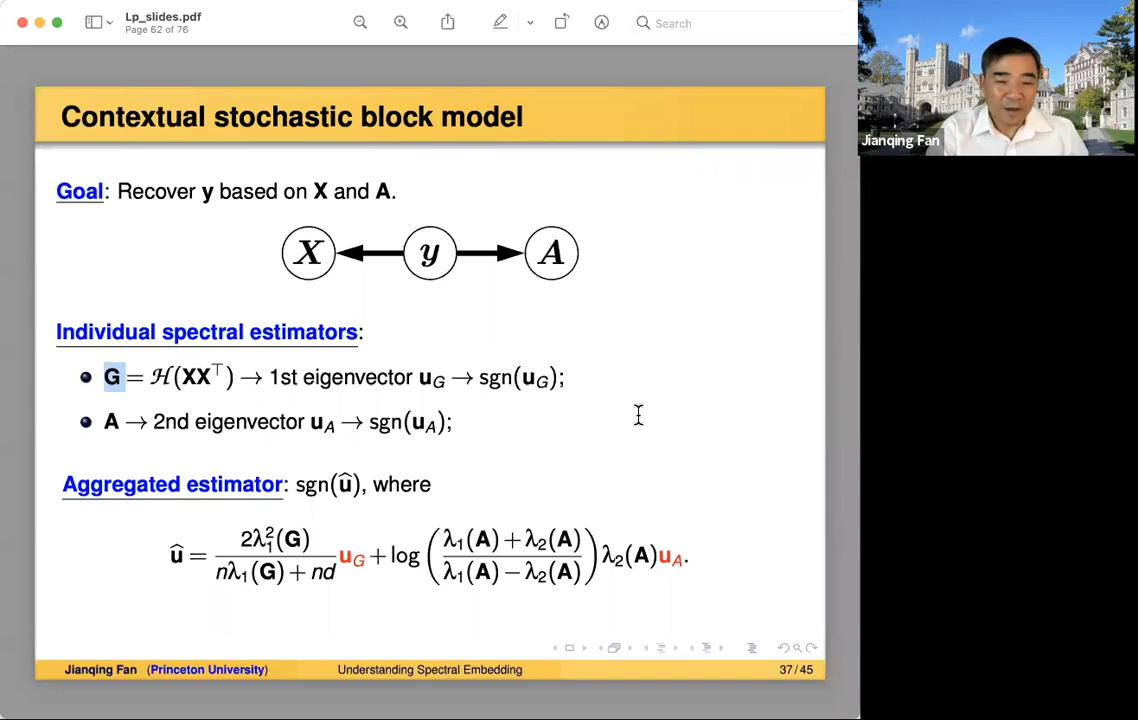 Lp_slides.pdf
Page 62 of 76
Search
Jianqing Fan
Contextual stochastic block model
Goal: Recover y based on X and A.
X y A
Individual spectral estimators:
G = ℋ(XX⊤) → 1st eigenvector u_G → sgn(u_G);
A → 2nd eigenvector u_A → sgn(u_A);
Aggregated estimator: sgn(û), where
û = 2λ₁²(G) / (nλ₁(G) + nd) u_G + log( (λ₁(A) + λ₂(A)) / (λ₁(A) − λ₂(A)) ) λ₂(A)u_A.
Jianqing Fan (Princeton University) Understanding Spectral Embedding 37/45